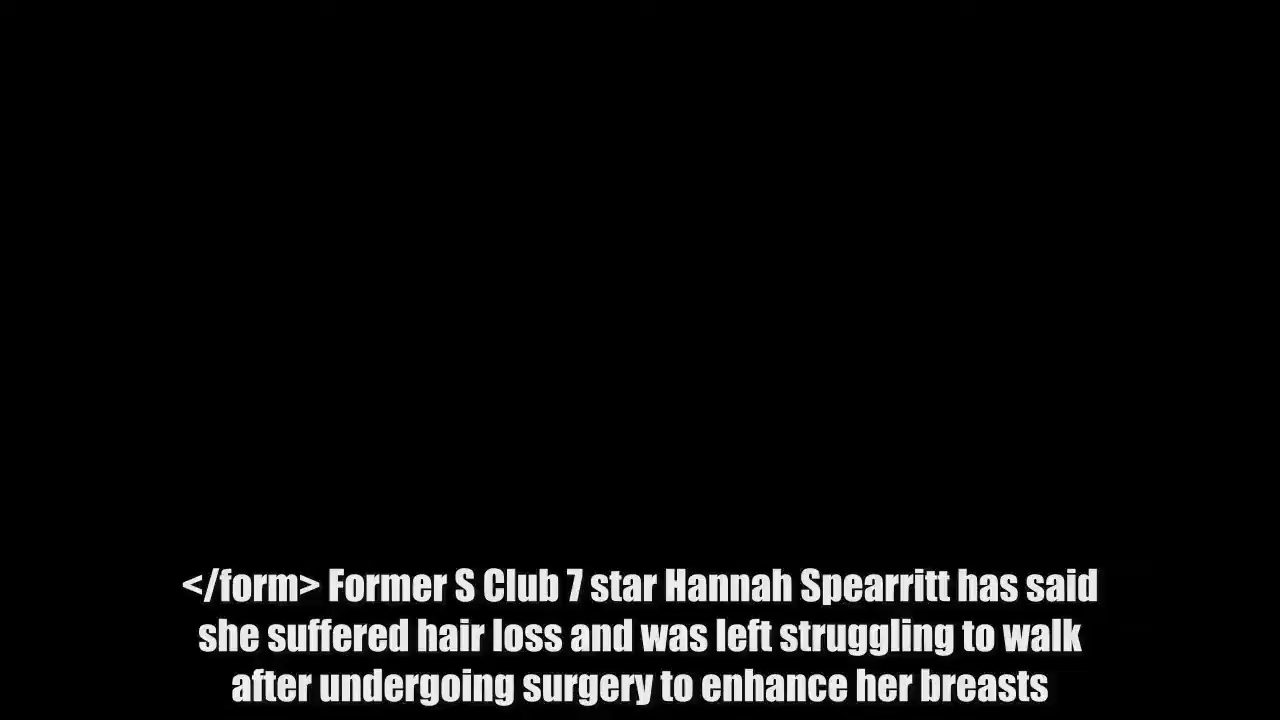 </form> Former S Club 7 star Hannah Spearritt has said
she suffered hair loss and was left struggling to walk
after undergoing surgery to enhance her breasts